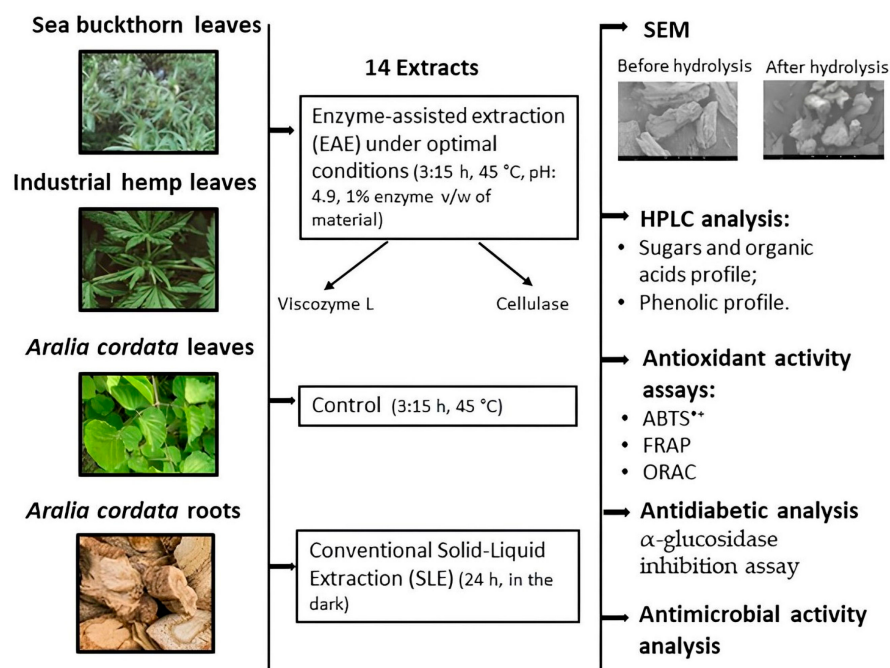 Sea buckthorn leaves
Industrial hemp leaves
Aralia cordata leaves
Aralia cordata roots
14 Extracts
Enzyme-assisted extraction
(EAE) under optimal
conditions (3:15 h, 45 °C, pH:
4.9, 1% enzyme v/w of
material)
Viscozyme L
Cellulase
Control (3:15 h, 45 °C)
Conventional Solid-Liquid
Extraction (SLE) (24 h, in the
dark)
SEM
Before hydrolysis
After hydrolysis
HPLC analysis:
• Sugars and organic
acids profile;
• Phenolic profile.
Antioxidant activity
assays:
• ABTS•+
• FRAP
• ORAC
Antidiabetic analysis
α-glucosidase
inhibition assay
Antimicrobial activity
analysis